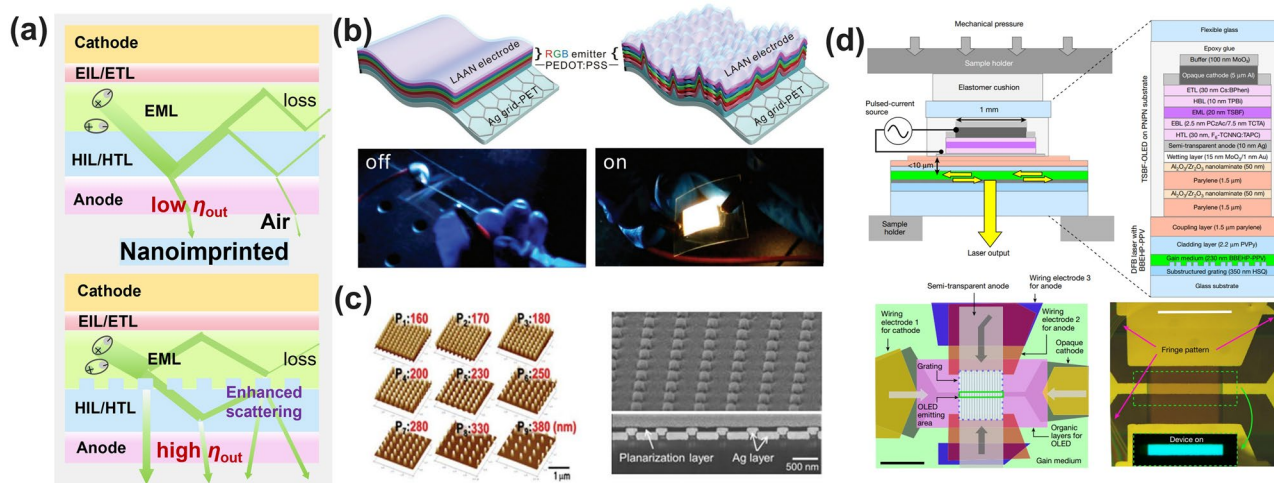 (a)
Cathode
EIL/ETL
EML
loss
HIL/HTL
Anode
low ηout
Air
Nanoimprinted
Cathode
EIL/ETL
EML
loss
HIL/HTL
Enhanced
scattering
Anode
high ηout
(b)
LAAN electrode
RGB emitter
PEDOT:PSS
Ag grid-PET
LAAN electrode
Ag grid-PET
off
on
(c)
P1:160
P2:170
P3:180
P4:200
P5:230
P6:250
P7:280
P8:330
P9:380 (nm)
1μm
Planarization layer
Ag layer
500 nm
(d)
Mechanical pressure
Sample holder
Elastomer cushion
Pulsed-current
source
1 mm
<10 μm
Sample
holder
Laser output
Flexible glass
Epoxy glue
Buffer (100 nm MoO3)
Opaque cathode (5 μm Al)
ETL (30 nm Cs:BPhen)
HBL (10 nm TPBi)
EML (20 nm TSBF)
EBL (2.5 nm PCzAc/7.5 nm TCTA)
HTL (30 nm, F6-TCNNQ:TAPC)
Semi-transparent anode (10 nm Ag)
Wetting layer (15 nm MoO3/1 nm Au)
Al2O3/Zr2O3 nanolaminate (50 nm)
Parylene (1.5 μm)
Al2O3/Zr2O3 nanolaminate (50 nm)
Parylene (1.5 μm)
Coupling layer (1.5 μm parylene)
Cladding layer (2.2 μm PVPy)
Gain medium (230 nm BBEHP-PPV)
Substructured grating (350 nm HSQ)
Glass substrate
TSBF-OLED on PNPN substrate
DFB laser with
BBEHP-PPV
Semi-transparent anode
Wiring electrode 3
for anode
Wiring
electrode 1
for cathode
Wiring
electrode 2
for anode
Opaque
cathode
Grating
OLED
emitting
area
Organic
layers for
OLED
Gain medium
Fringe pattern
Device on